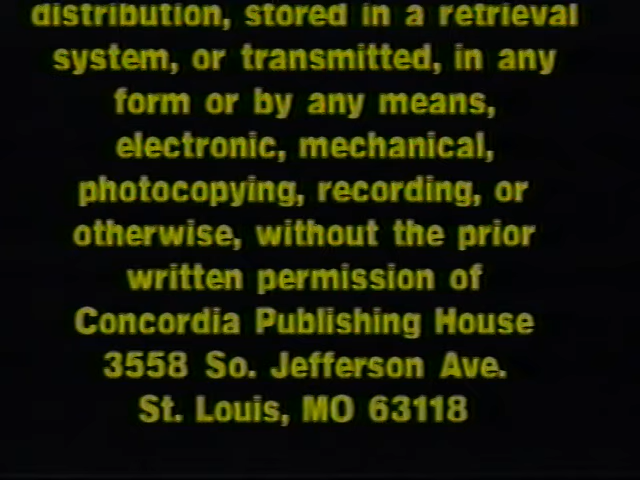 distribution, stored in a retrieval
system, or transmitted, in any
form or by any means,
electronic, mechanical,
photocopying, recording, or
otherwise, without the prior
written permission of
Concordia Publishing House
3558 So. Jefferson Ave.
St. Louis, MO 63118